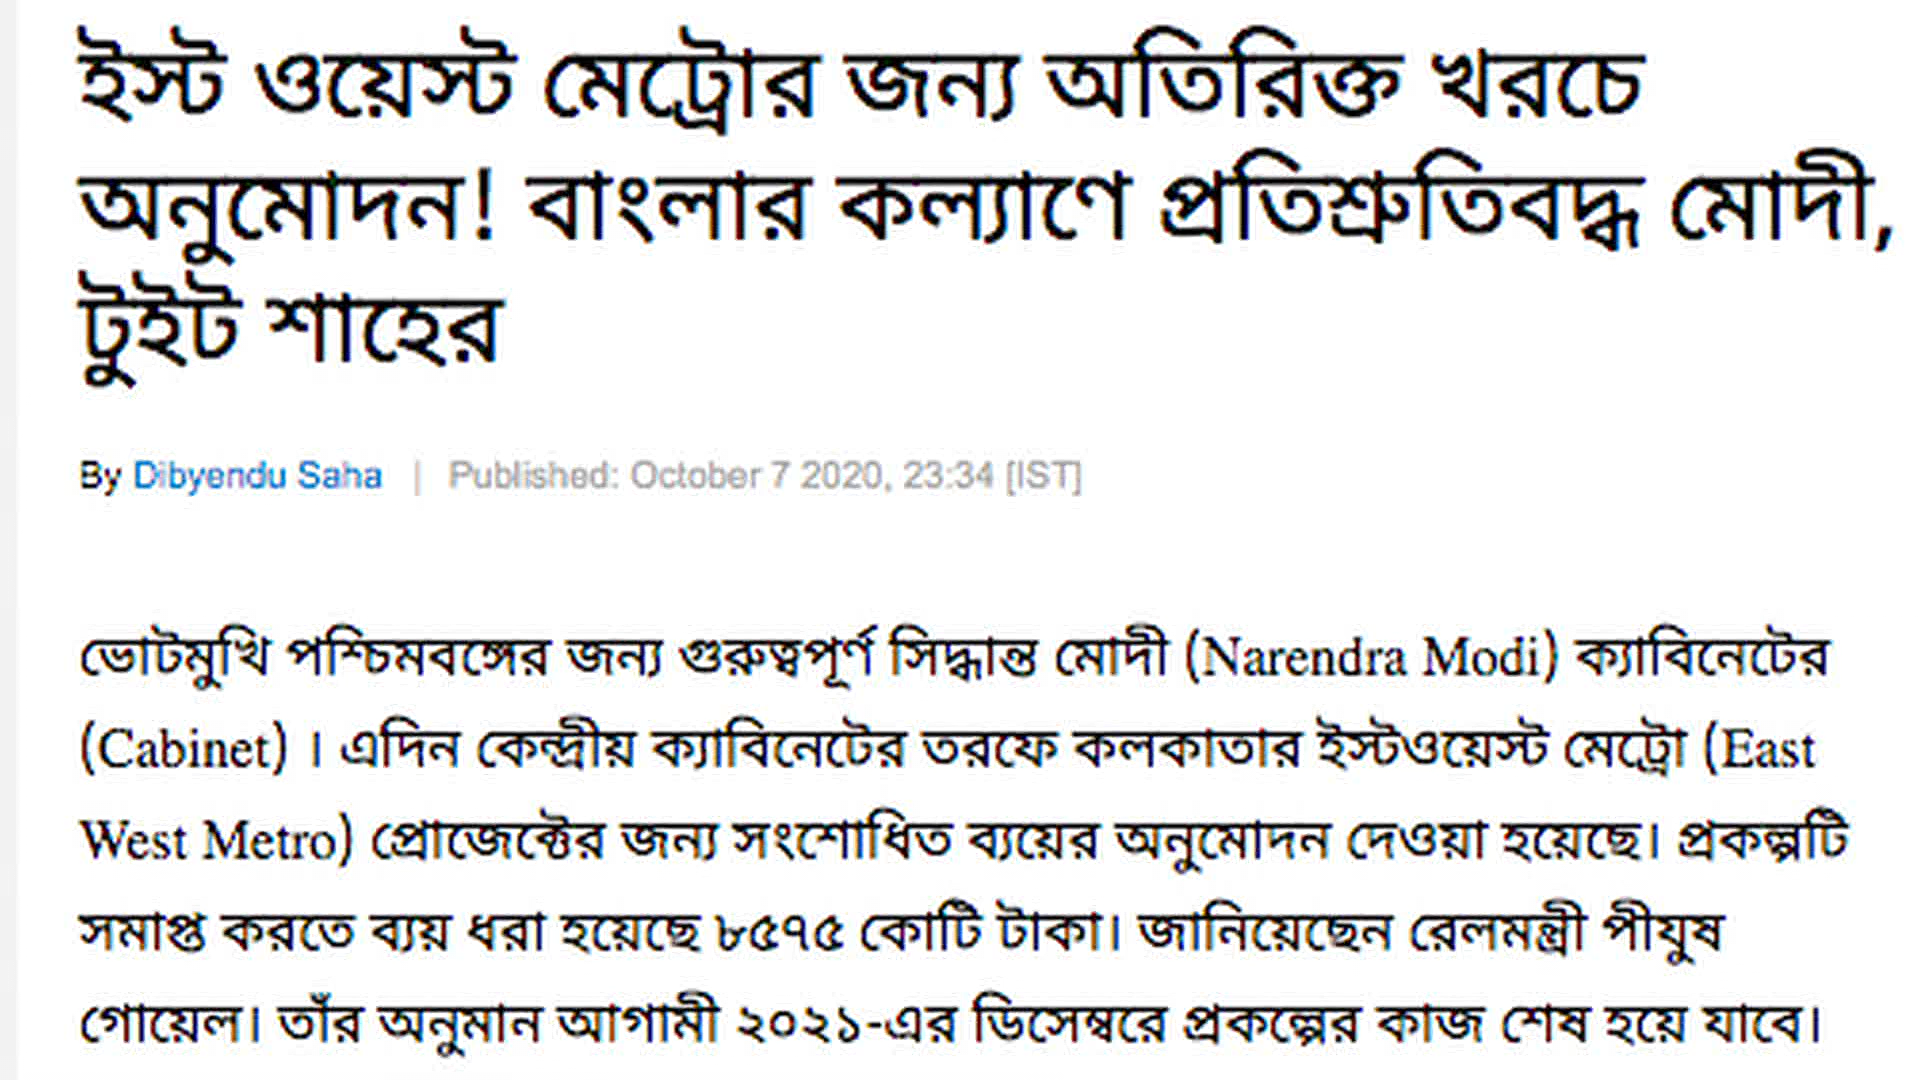 ইস্ট ওয়েস্ট মেট্রোর জন্য অতিরিক্ত খরচে
অনুমোদন! বাংলার কল্যাণে প্রতিশ্রুতিবদ্ধ মোদী,
টুইট শাহের
By Dibyendu Saha | Published: October 7 2020, 23:34 [IST]
ভোটমুখি পশ্চিমবঙ্গের জন্য গুরুত্বপূর্ণ সিদ্ধান্ত মোদী (Narendra Modi) ক্যাবিনেটের
(Cabinet) । এদিন কেন্দ্রীয় ক্যাবিনেটের তরফে কলকাতার ইস্টওয়েস্ট মেট্রো (East
West Metro) প্রোজেক্টের জন্য সংশোধিত ব্যয়ের অনুমোদন দেওয়া হয়েছে। প্রকল্পটি
সমাপ্ত করতে ব্যয় ধরা হয়েছে ৮৫৭৫ কোটি টাকা। জানিয়েছেন রেলমন্ত্রী পীযুষ
গোয়েল। তাঁর অনুমান আগামী ২০২১-এর ডিসেম্বরে প্রকল্পের কাজ শেষ হয়ে যাবে।